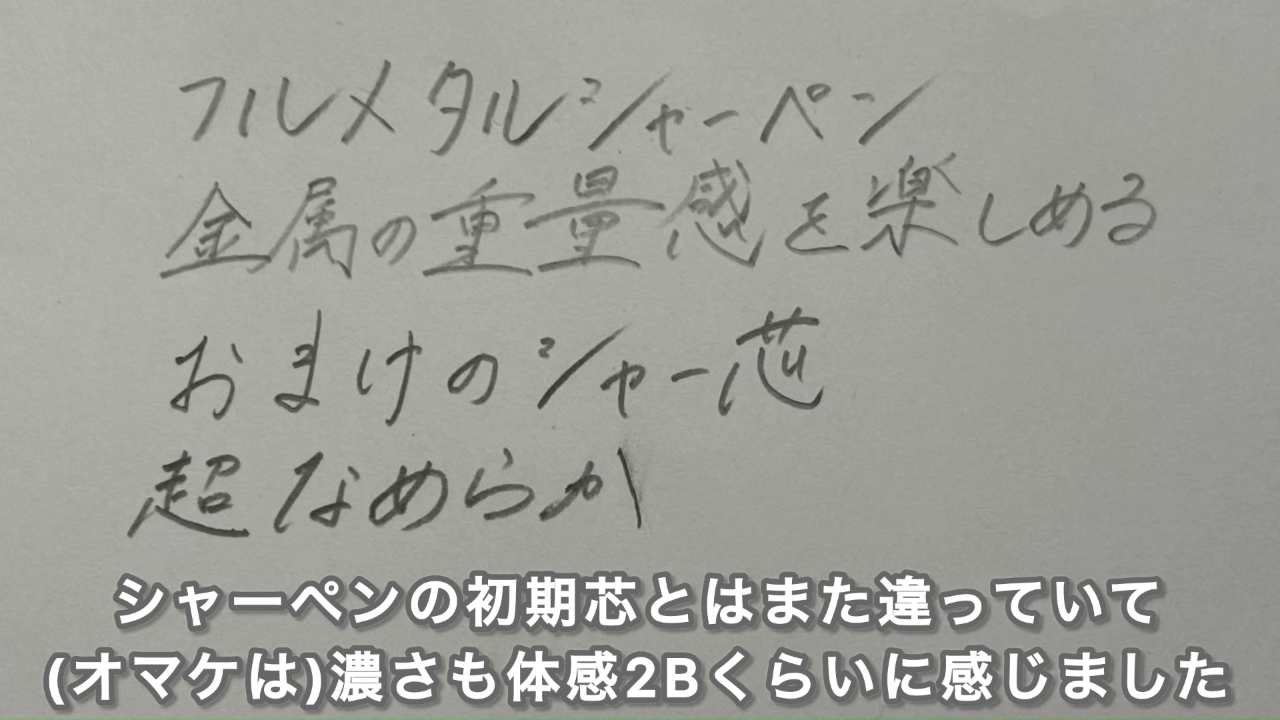 フルメタルシャーペン
金属の重量感を楽しめる
おまけのシャー芯
超なめらか
シャーペンの初期芯とはまた違っていて
(オマケは)濃さも体感2Bくらいに感じました